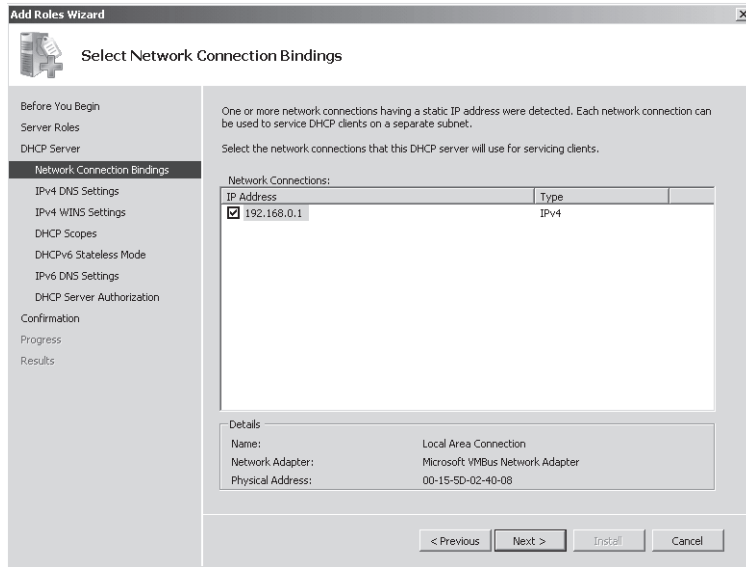 Add Roles Wizard
Select Network Connection Bindings
Before You Begin
Server Roles
DHCP Server
Network Connection Bindings
IPv4 DNS Settings
IPv4 WINS Settings
DHCP Scopes
DHCPv6 Stateless Mode
IPv6 DNS Settings
DHCP Server Authorization
Confirmation
Progress
Results
One or more network connections having a static IP address were detected. Each network connection can
be used to service DHCP clients on a separate subnet.
Select the network connections that this DHCP server will use for servicing clients.
Network Connections:
IP Address Type
192.168.0.1 IPv4
Details
Name: Local Area Connection
Network Adapter: Microsoft VMBus Network Adapter
Physical Address: 00-15-5D-02-40-08
< Previous Next > Install Cancel